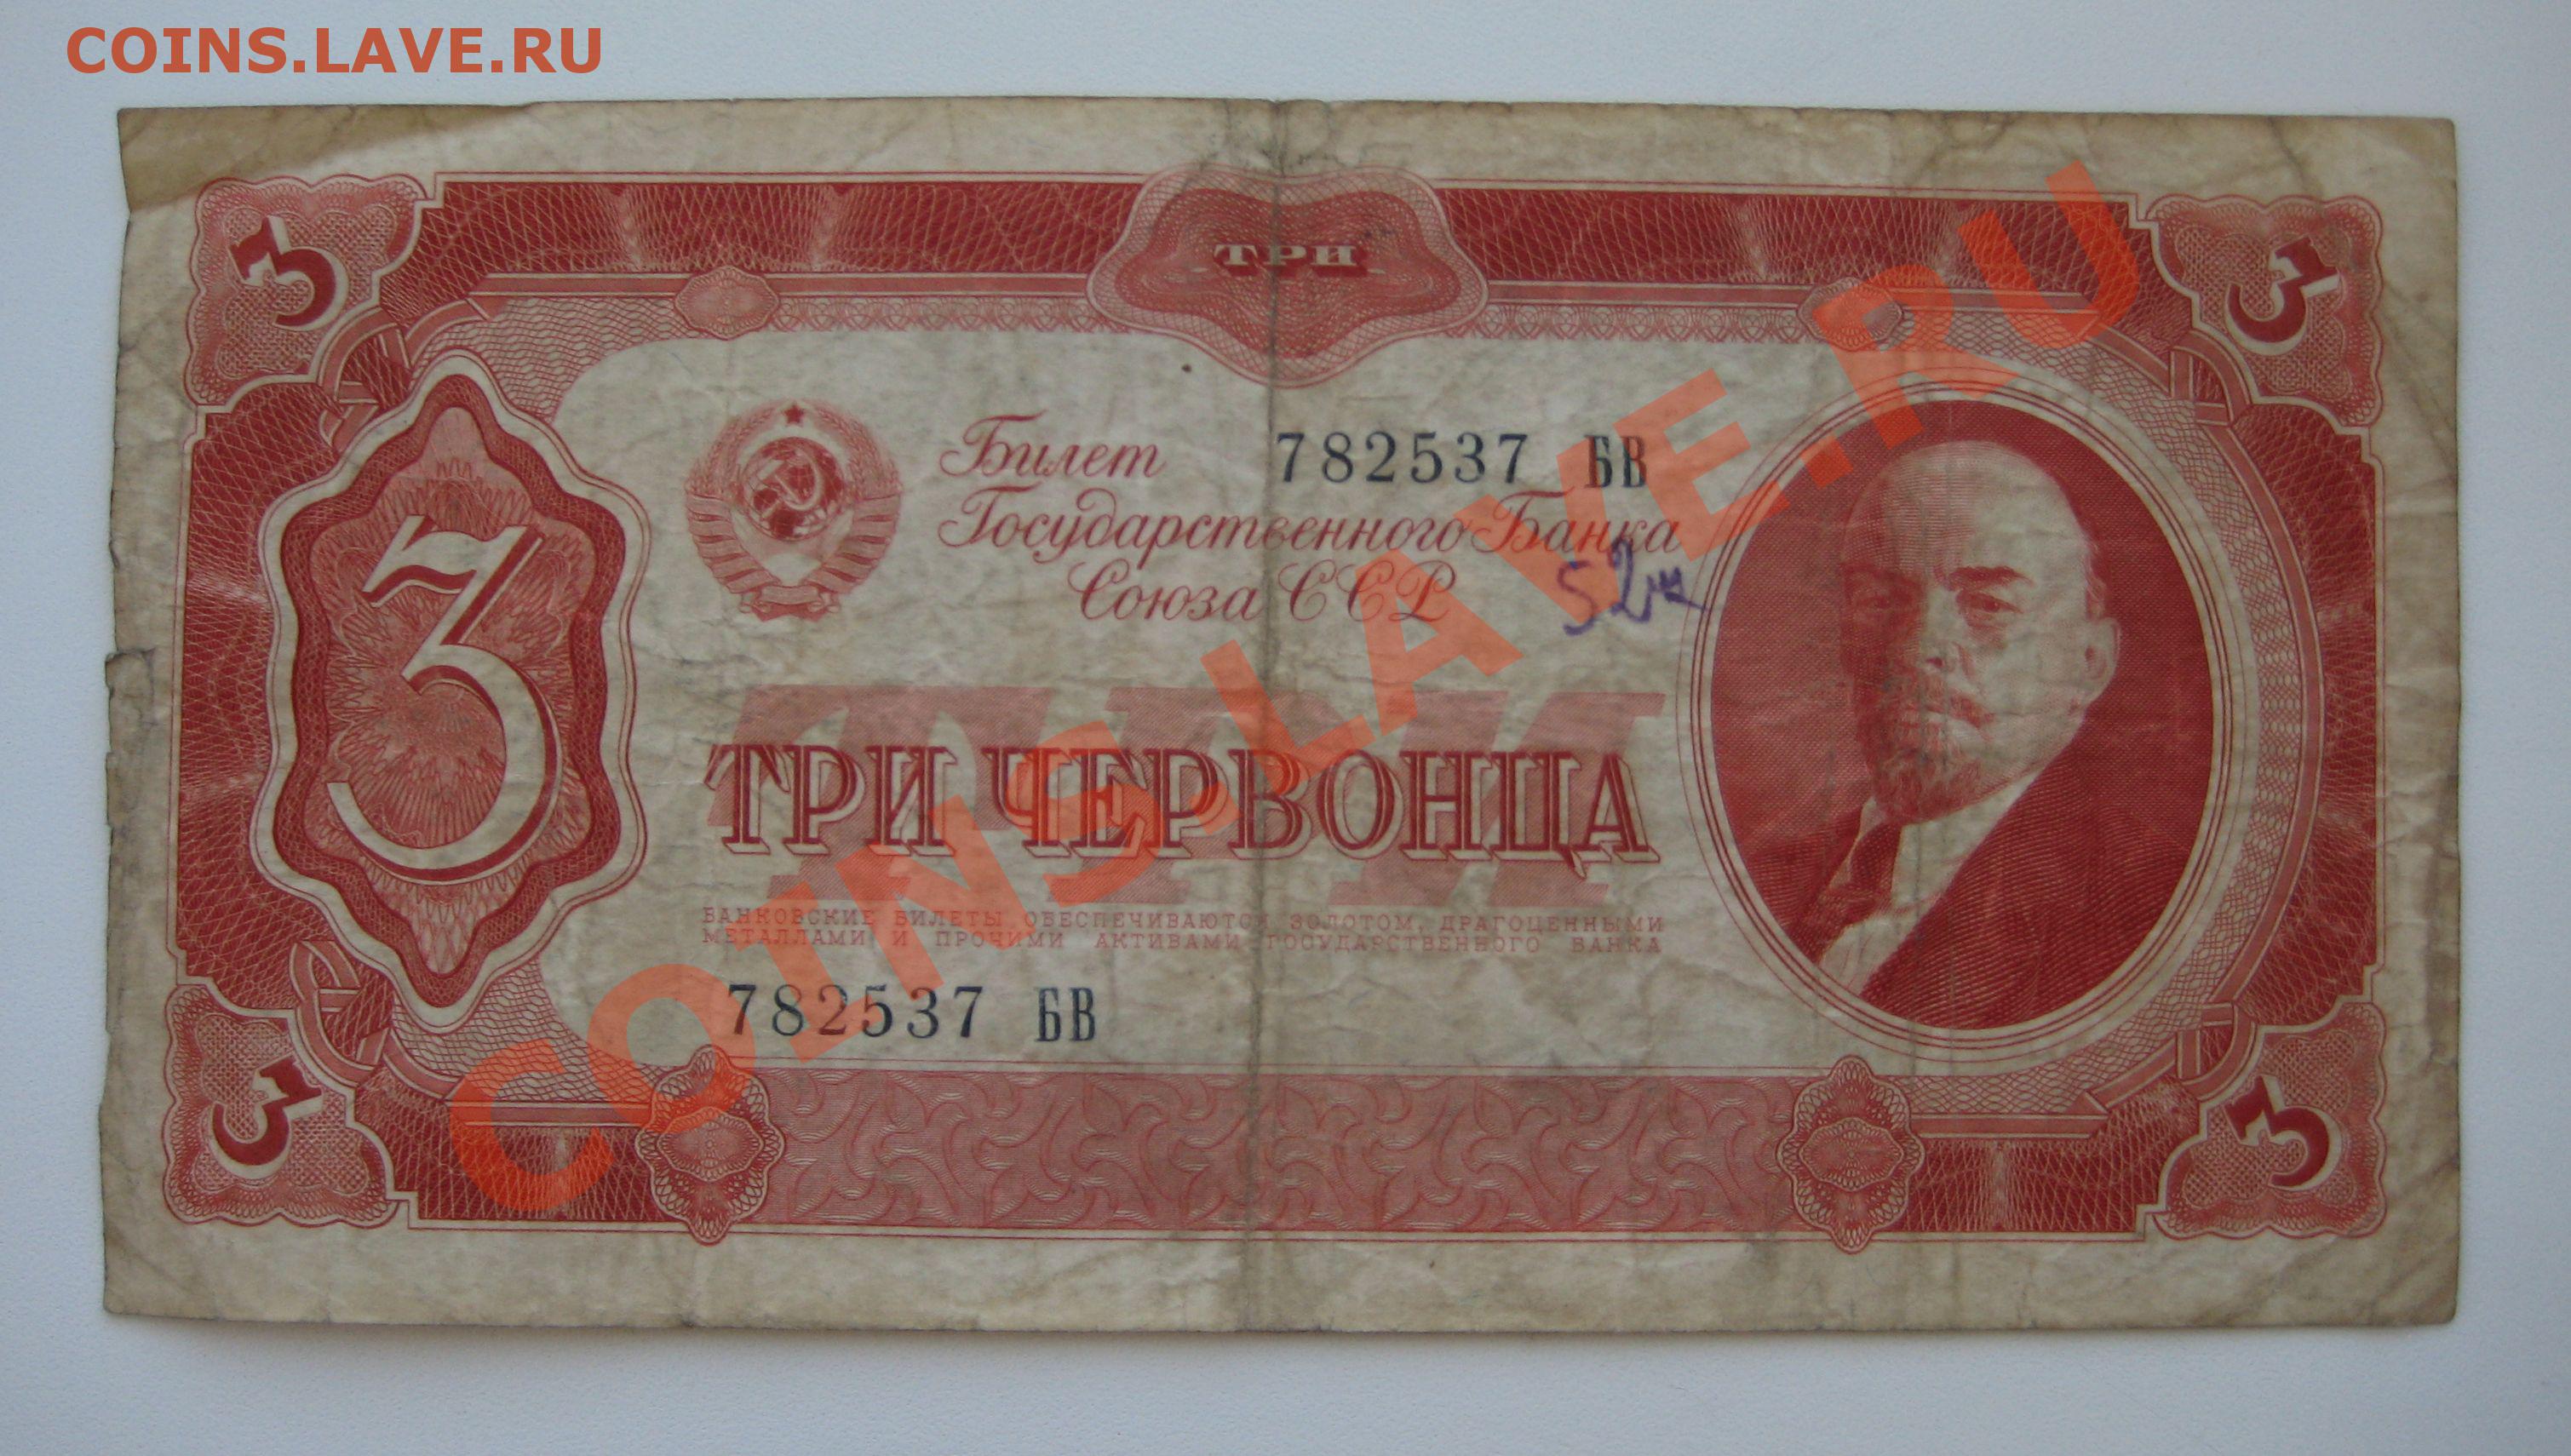 COINS.LAVE.RU
3 ТРИ 3
Билет 782537 БВ
Государственного Банка
Союза ССР
3
ТРИ
ТРИ ЧЕРВОНЦА
БАНКОВСКИЕ БИЛЕТЫ ОБЕСПЕЧИВАЮТСЯ ЗОЛОТОМ, ДРАГОЦЕННЫМИ
МЕТАЛЛАМИ И ПРОЧИМИ АКТИВАМИ ГОСУДАРСТВЕННОГО БАНКА
782537 БВ
3 3
COINS.LAVE.RU